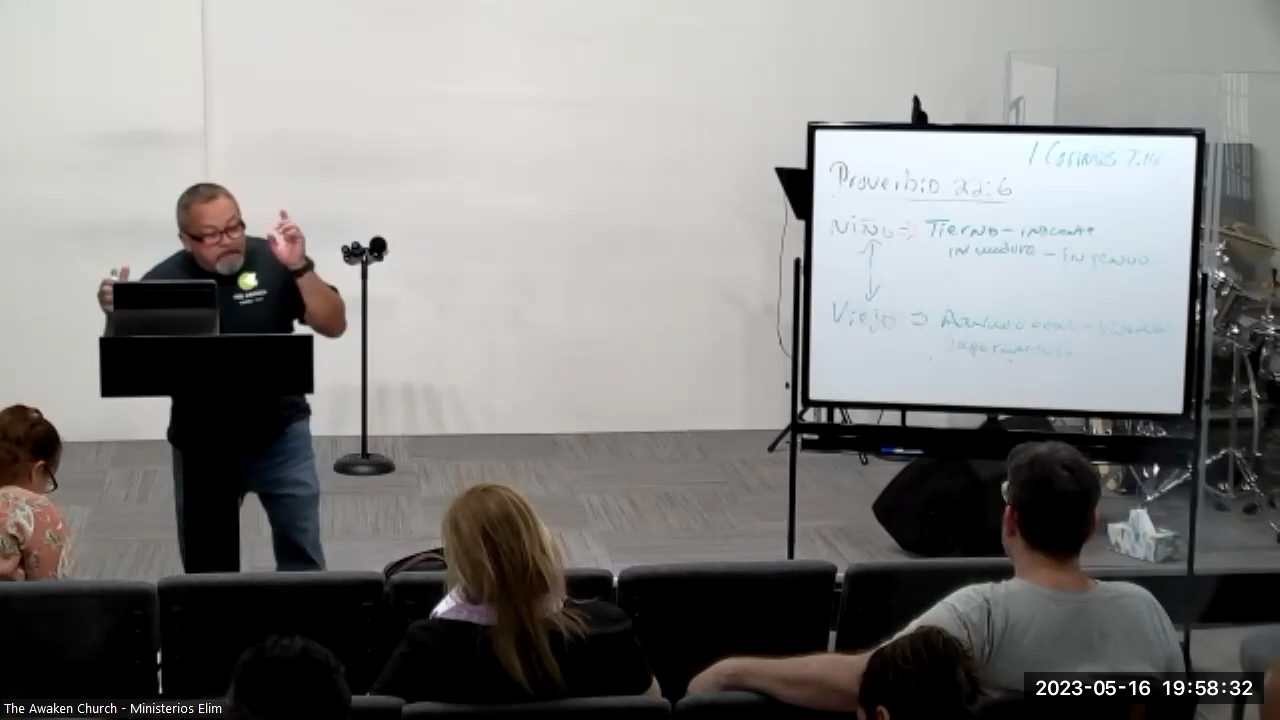 1 Corintios 7:14
Proverbio 22:6
Niño => Tierno - inocente
inmaduro - Ingenuo
Viejo =>
The Awaken Church - Ministerios Elim
2023-05-16 19:58:32